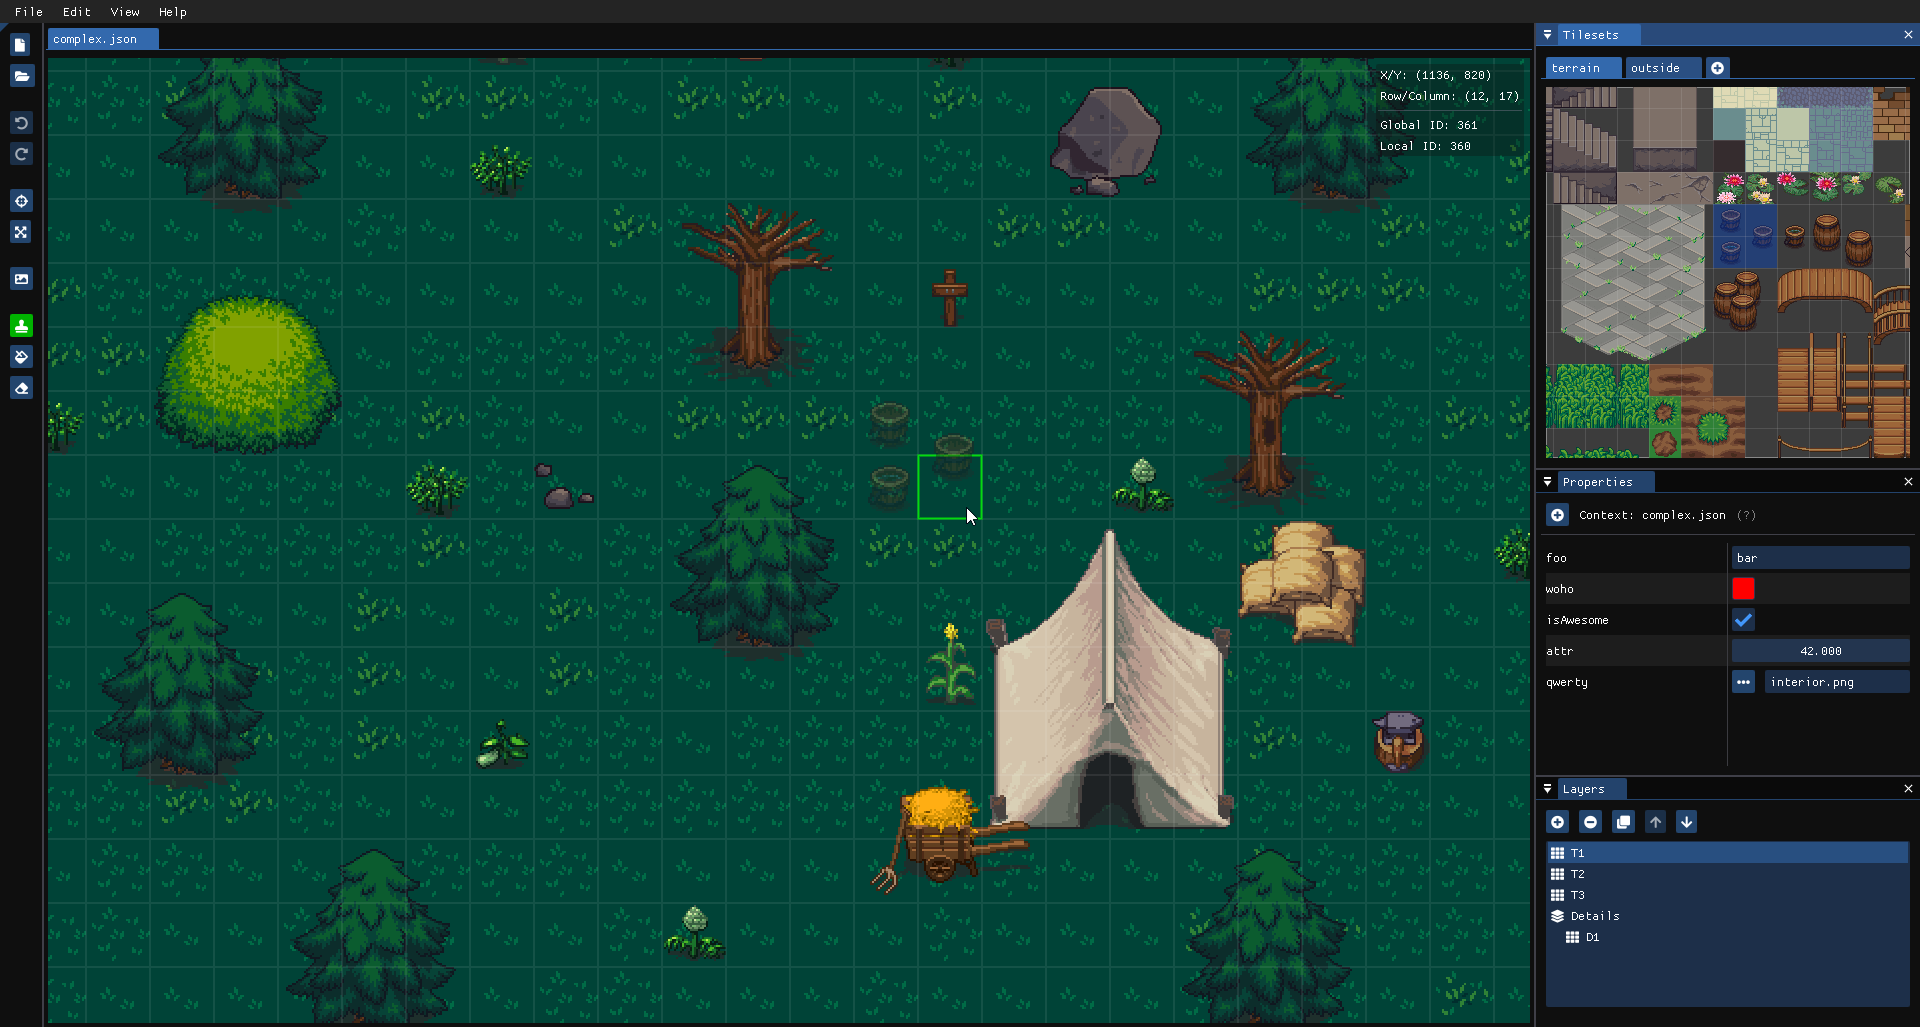 File Edit View Help
complex.json
X/Y: (1136, 820)
Row/Column: (12, 17)
Global ID: 361
Local ID: 360
Tilesets
terrain outside
Properties
Context: complex.json (?)
foo bar
woho
isAwesome
attr 42.000
qwerty interior.png
Layers
T1
T2
T3
Details
D1